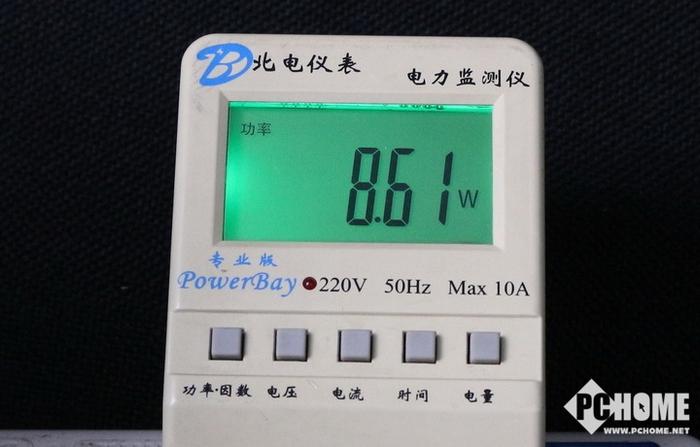 北电仪表
电力监测仪
功率
8.61 W
专业版
PowerBay 220V 50Hz Max 10A
功率·因数 电压 电流 时间 电量
PCHOME
WWW.PCHOME.NET